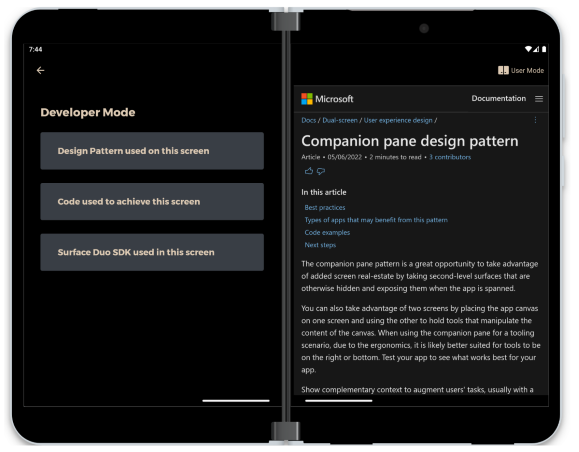 7:44
Developer Mode
Design Pattern used on this screen
Code used to achieve this screen
Surface Duo SDK used in this screen
User Mode
Microsoft
Documentation
Docs / Dual-screen / User experience design /
Companion pane design pattern
Article • 05/06/2022 • 2 minutes to read • 3 contributors
In this article
Best practices
Types of apps that may benefit from this pattern
Code examples
Next steps
The companion pane pattern is a great opportunity to take advantage
of added screen real-estate by taking second-level surfaces that are
otherwise hidden and exposing them when the app is spanned.
You can also take advantage of two screens by placing the app canvas
on one screen and using the other to hold tools that manipulate the
content of the canvas. When using the companion pane for a tooling
scenario, due to the ergonomics, it is likely better suited for tools to be
on the right or bottom. Test your app to see what works best for your
app.
Show complementary context to augment users' tasks, usually with a